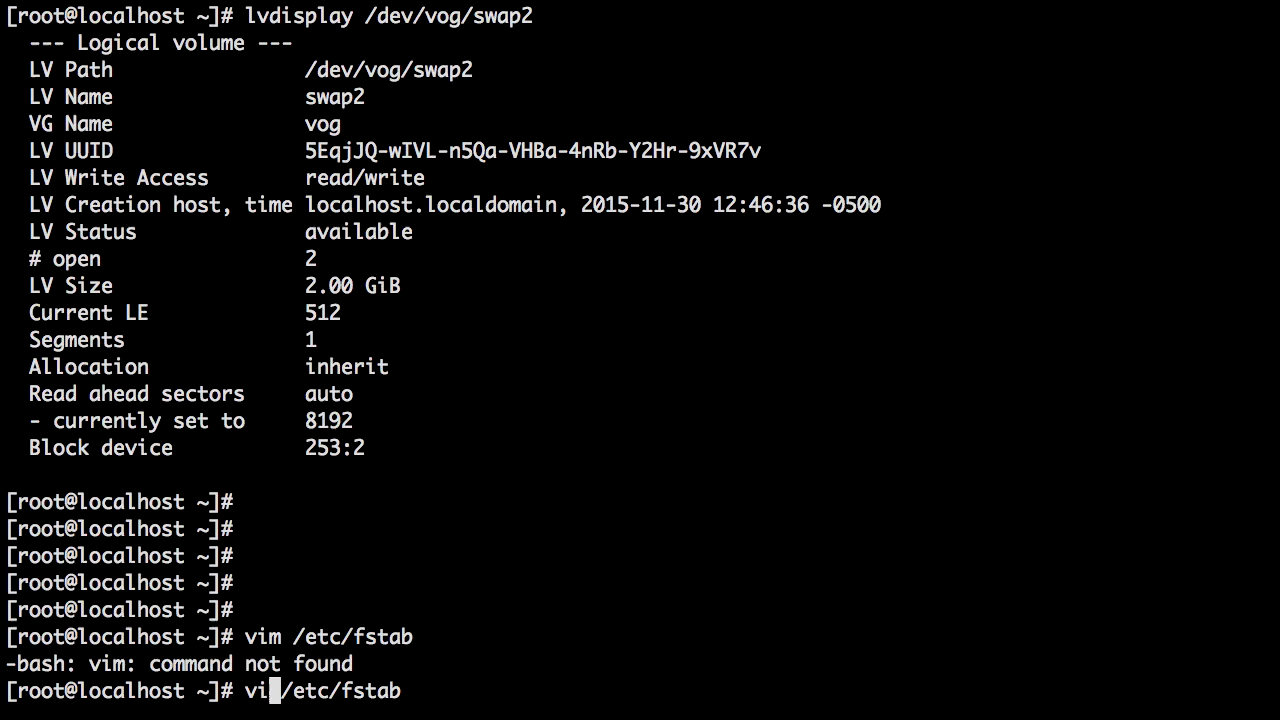 [root@localhost ~]# lvdisplay /dev/vog/swap2
--- Logical volume ---
LV Path /dev/vog/swap2
LV Name swap2
VG Name vog
LV UUID 5EqjJQ-wIVL-n5Qa-VHBa-4nRb-Y2Hr-9xVR7v
LV Write Access read/write
LV Creation host, time localhost.localdomain, 2015-11-30 12:46:36 -0500
LV Status available
# open 2
LV Size 2.00 GiB
Current LE 512
Segments 1
Allocation inherit
Read ahead sectors auto
- currently set to 8192
Block device 253:2
[root@localhost ~]#
[root@localhost ~]#
[root@localhost ~]#
[root@localhost ~]#
[root@localhost ~]#
[root@localhost ~]# vim /etc/fstab
-bash: vim: command not found
[root@localhost ~]# vi /etc/fstab